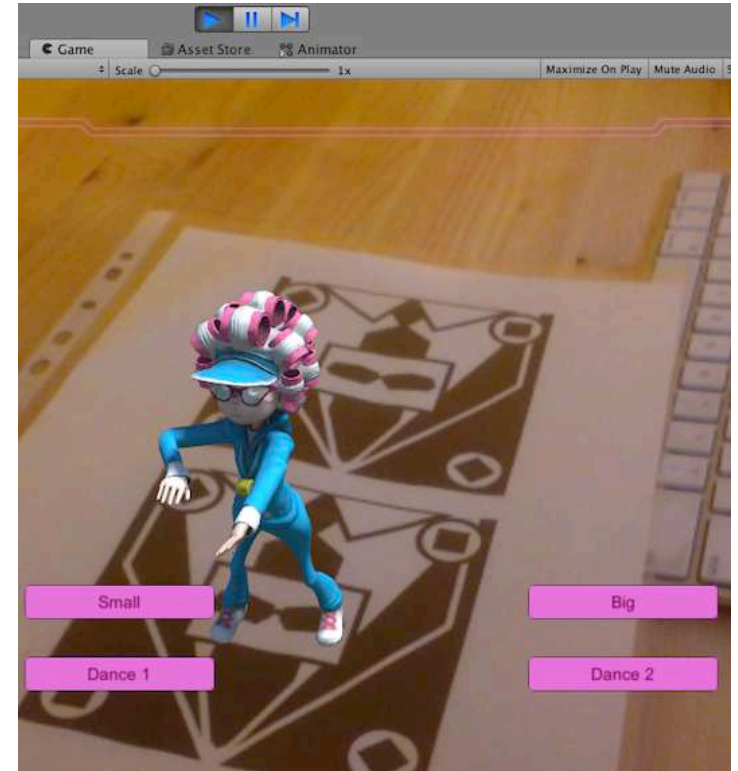 Game Asset Store Animator
Scale 1x Maximize On Play Mute Audio S
Small Big
Dance 1 Dance 2